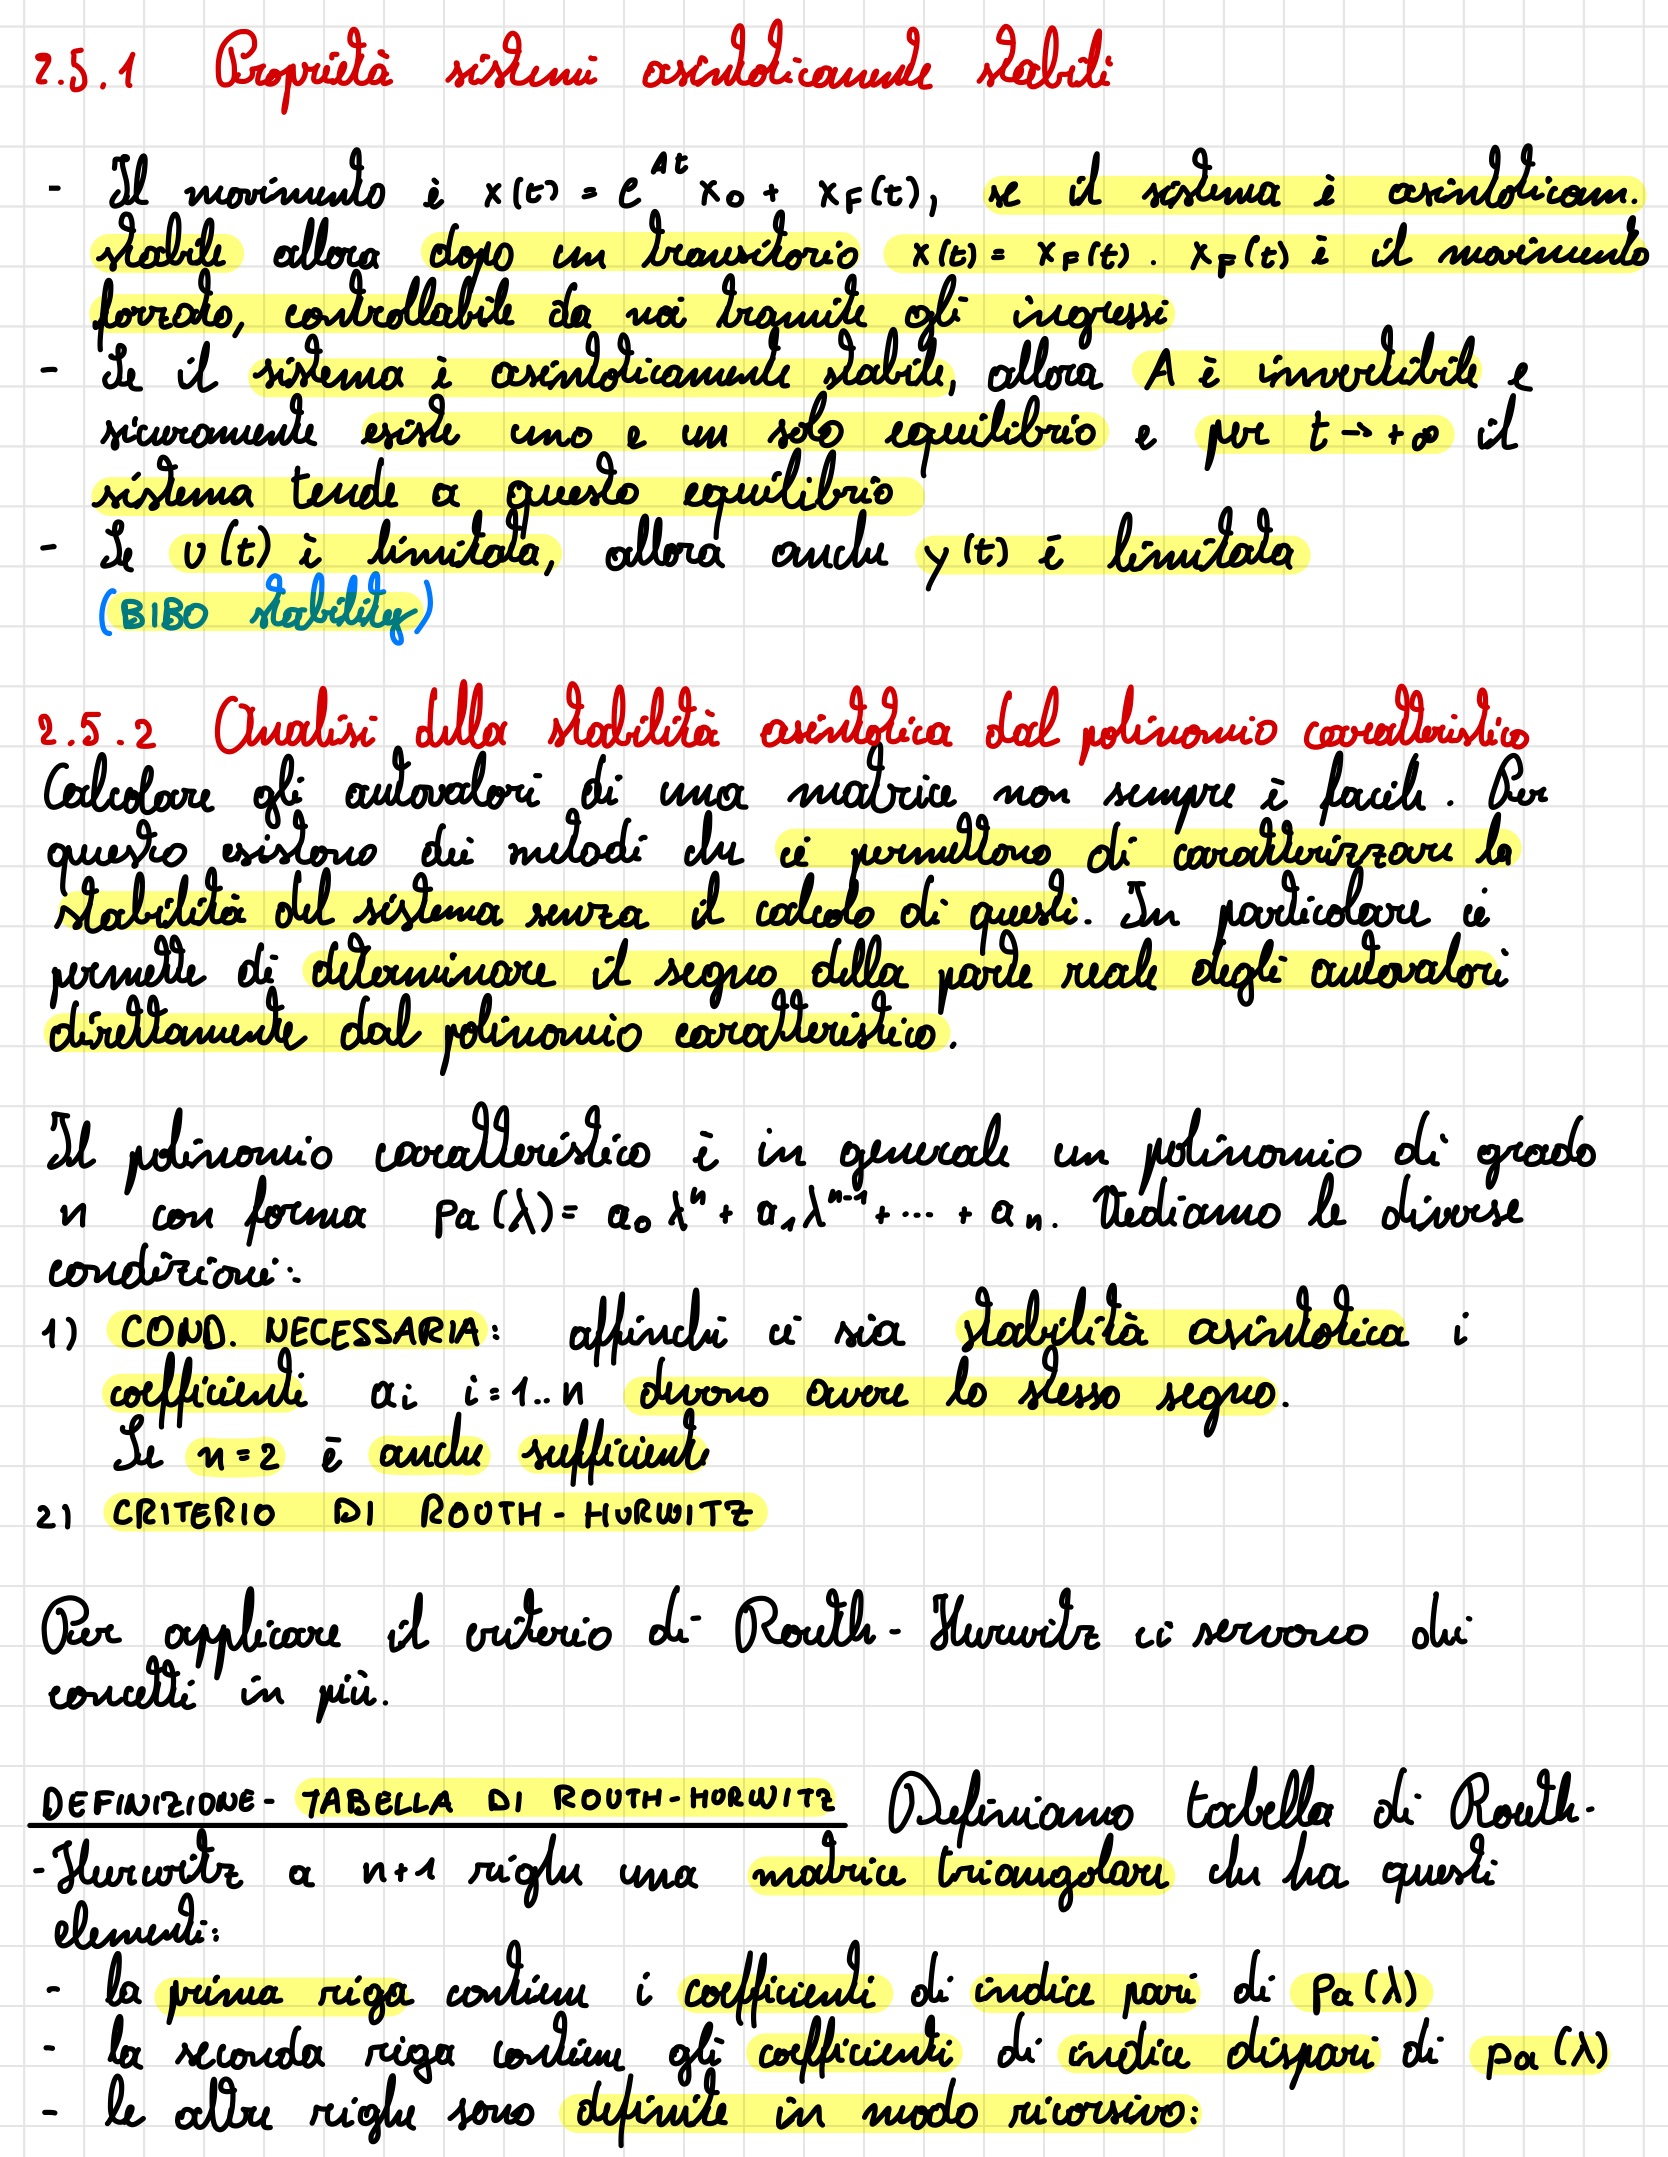 2.5.1 Proprietà sistemi asintoticamente stabili
- Il movimento è x(t) = e^{At} x_0 + x_F(t), se il sistema è asintoticam.
stabile allora dopo un transitorio x(t) = x_F(t). x_F(t) è il movimento
forzato, controllabile da noi tramite gli ingressi
- Se il sistema è asintoticamente stabile, allora A è invertibile e
sicuramente esiste uno e un solo equilibrio e per t → +∞ il
sistema tende a questo equilibrio
- Se u(t) è limitata, allora anche y(t) è limitata
(BIBO stability)
2.5.2 Analisi della stabilità asintotica dal polinomio caratteristico
Calcolare gli autovalori di una matrice non sempre è facile. Per
questo esistono dei metodi che ci permettono di caratterizzare la
stabilità del sistema senza il calcolo di questi. In particolare ci
permette di determinare il segno della parte reale degli autovalori
direttamente dal polinomio caratteristico.
Il polinomio caratteristico è in generale un polinomio di grado
n con forma p_a(λ) = a_0 λ^n + a_1 λ^{n-1} + ... + a_n. Vediamo le diverse
condizioni:
1) COND. NECESSARIA: affinché ci sia stabilità asintotica i
coefficienti a_i i=1..n devono avere lo stesso segno.
Se n=2 è anche sufficiente
2) CRITERIO DI ROUTH-HURWITZ
Per applicare il criterio di Routh-Hurwitz ci servono dei
concetti in più.
DEFINIZIONE - TABELLA DI ROUTH-HURWITZ Definiamo tabella di Routh-
-Hurwitz a n+1 righe una matrice triangolare che ha questi
elementi:
- la prima riga contiene i coefficienti di indice pari di p_a(λ)
- la seconda riga contiene gli coefficienti di indice dispari di p_a(λ)
- le altre righe sono definite in modo ricorsivo: